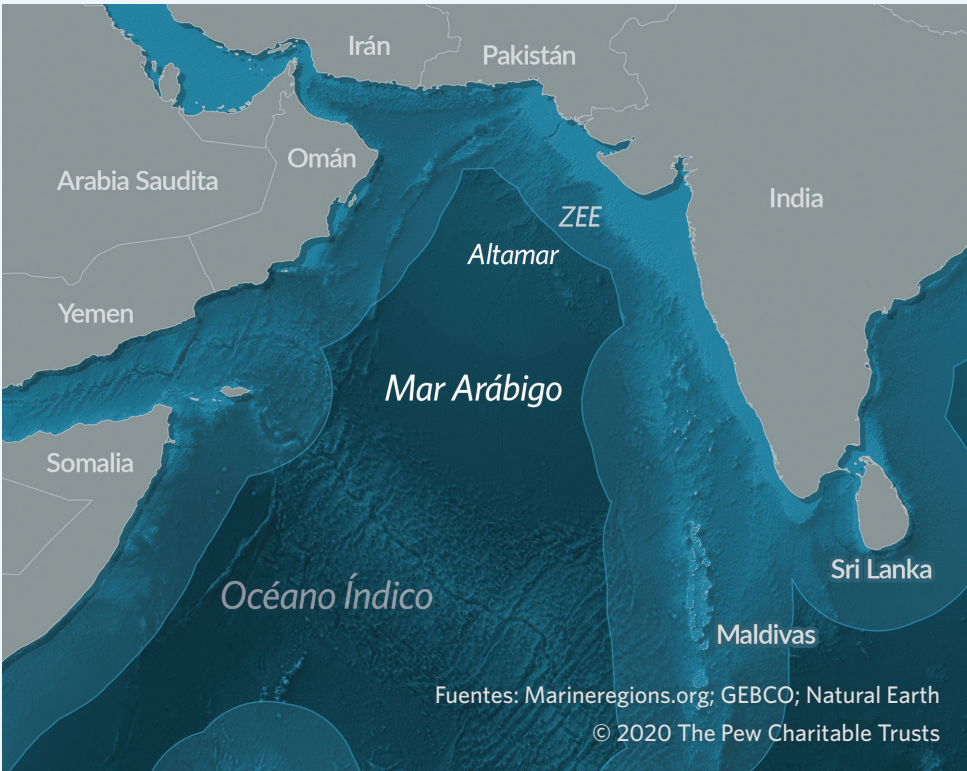 Irán
Pakistán
Omán
Arabia Saudita
India
ZEE
Altamar
Yemen
Mar Arábigo
Somalia
Sri Lanka
Océano Índico
Maldivas
Fuentes: Marineregions.org; GEBCO; Natural Earth
© 2020 The Pew Charitable Trusts